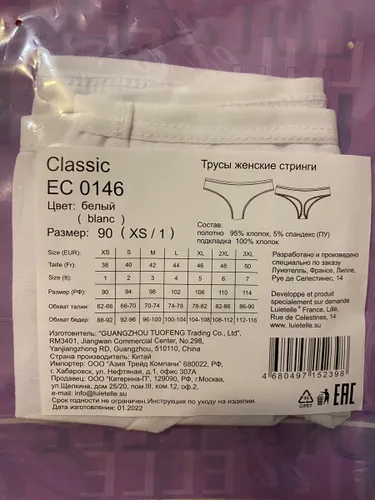 Classic
EC 0146
Трусы женские стринги
Цвет: белый
( blanc )
Размер: 90 ( XS / 1 )
Состав:
полотно 95% хлопок, 5% спандекс (ПУ)
подкладка 100% хлопок
Size (EUR): XS S M L XL 2XL 3XL
Taille (Fr): 38 40 42 44 46 48 50
Size (It): 1 2 3 4 5 6 7
Размер (РФ): 90 94 98 102 106 110 114
Обхват талии: 62-66 66-70 70-74 74-78 78-82 82-86 86-90
Обхват бедер: 88-92 92-96 96-100 100-104 104-108 108-112 112-116
Разработано и произведено
специально по заказу
Луиэтелль, Франсе, Лилле,
Руе де Селестинес, 14
Developpe et produit
specialement sur demande
Luietelle! France, Lille,
Rue de Celestines, 14
www.luietelle.su
Изготовитель: "GUANGZHOU TUOFENG Trading Co., Ltd",
RM3401, Jiangwan Commercial Center, No.298,
Yanjiangzhong RD, Guangzhou, 510110, China
Страна производства: Китай
Импортер: ООО "Азия Трейд Компани" 680022, РФ,
г. Хабаровск, ул. Нефтяная, д.1, офис 307А
Продавец: ООО "Катерина-П", 129090, РФ, г.Москва,
ул.Щепкина, дом 25/20, пом.III, ком.12, оф.2,
e-mail: info@luietelle.su
Срок годности не ограничен.Инструкция по уходу на изделии.
Дата изготовления 01.2022
4 680497 152398
C/PET
EAC